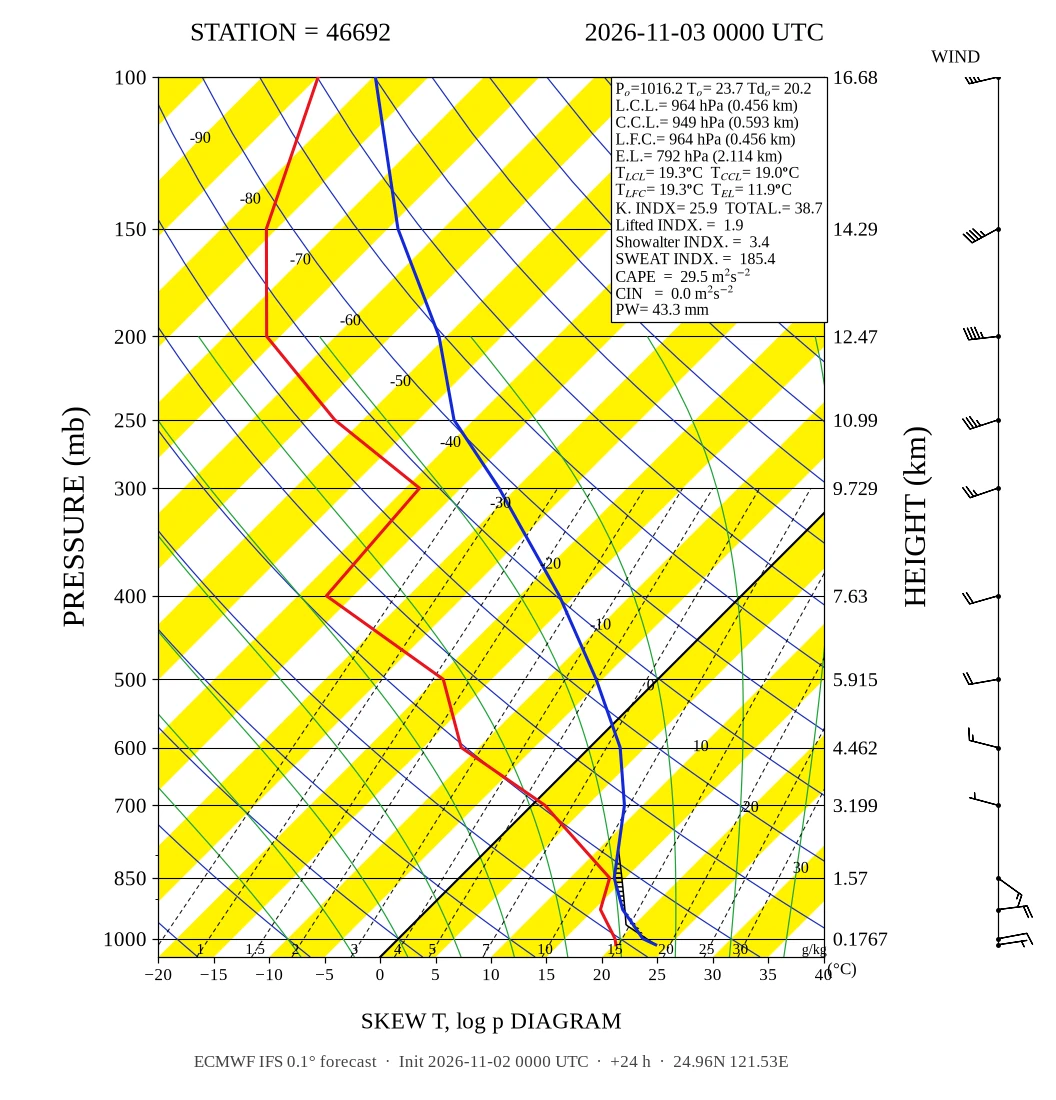 STATION = 46692
2026-11-03 0000 UTC
WIND
100
16.68
Pₒ=1016.2 Tₒ= 23.7 Tdₒ= 20.2
L.C.L.= 964 hPa (0.456 km)
C.C.L.= 949 hPa (0.593 km)
L.F.C.= 964 hPa (0.456 km)
E.L.= 792 hPa (2.114 km)
T_LCL= 19.3°C T_CCL= 19.0°C
T_LFC= 19.3°C T_EL= 11.9°C
K. INDX= 25.9 TOTAL.= 38.7
Lifted INDX. = 1.9
Showalter INDX. = 3.4
SWEAT INDX. = 185.4
CAPE = 29.5 m²s⁻²
CIN = 0.0 m²s⁻²
PW= 43.3 mm
-90
-80
150
14.29
-70
-60
200
12.47
-50
250
10.99
-40
300
9.729
-30
-20
400
7.63
-10
500
5.915
0
600
4.462
10
700
3.199
20
850
1.57
30
1000
0.1767
PRESSURE (mb)
HEIGHT (km)
1 1.5 2 3 4 5 7 10 15 20 25 30 g/kg
−20 −15 −10 −5 0 5 10 15 20 25 30 35 40
(°C)
SKEW T, log p DIAGRAM
ECMWF IFS 0.1° forecast · Init 2026-11-02 0000 UTC · +24 h · 24.96N 121.53E